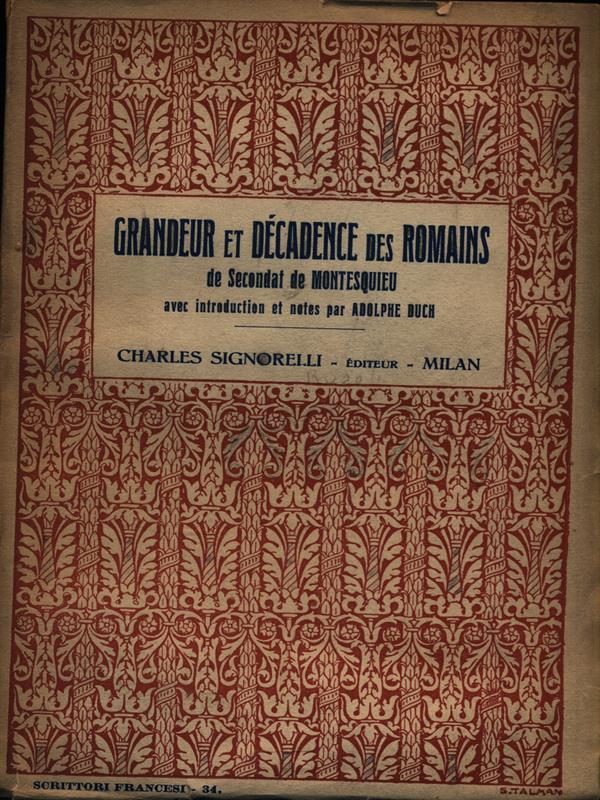 GRANDEUR ET DÉCADENCE DES ROMAINS
de Secondat de MONTESQUIEU
avec introduction et notes par ADOLPHE DUCH
CHARLES SIGNORELLI - ÉDITEUR - MILAN
SCRITTORI FRANCESI - 34.
S. TALMAN